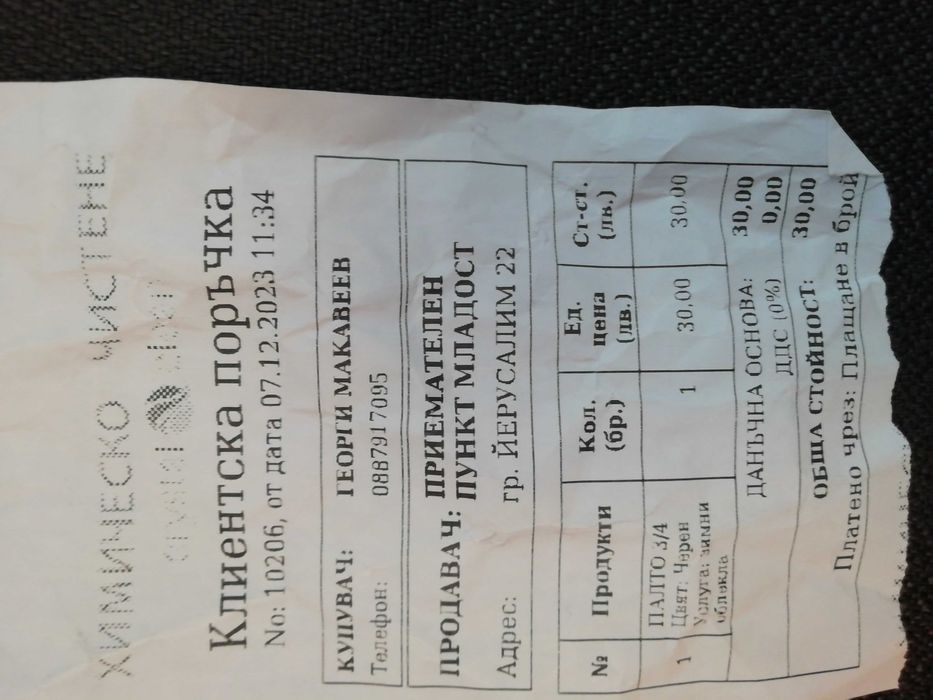 ХИМИЧЕСКО ЧИСТЕНЕ
Клиентска поръчка
No: 10206, от дата 07.12.2023 11:34
КУПУВАЧ: ГЕОРГИ МАКАВЕЕВ
Телефон: 0887917095
ПРОДАВАЧ: ПРИЕМАТЕЛЕН
ПУНКТ МЛАДОСТ
Адрес: гр. ЙЕРУСАЛИМ 22
№ Продукти Кол. (бр.) Ед. цена (лв.) Ст-ст. (лв.)
1 ПАЛТО 3/4 1 30,00 30,00
Цвят: Черен
Услуга: зимни
облекла
ДАНЪЧНА ОСНОВА: 30,00
ДДС (0%) 0,00
ОБЩА СТОЙНОСТ: 30,00
Платено чрез: Плащане в брой